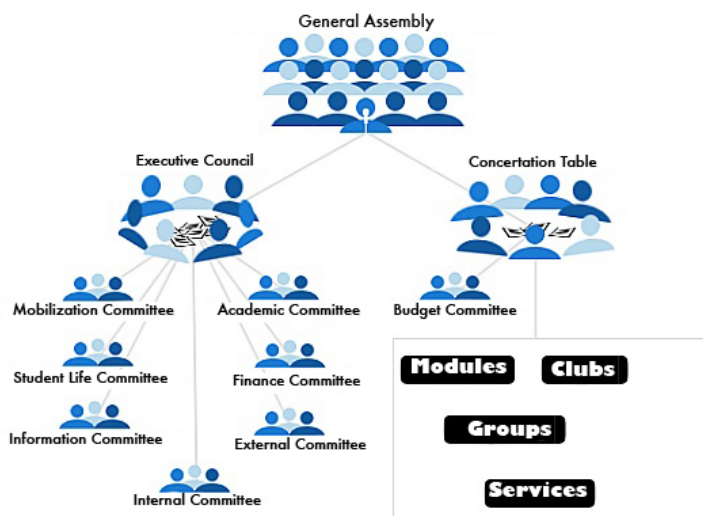 General Assembly
Executive Council
Concertation Table
Mobilization Committee
Academic Committee
Budget Committee
Student Life Committee
Finance Committee
Information Committee
External Committee
Internal Committee
Modules
Clubs
Groups
Services